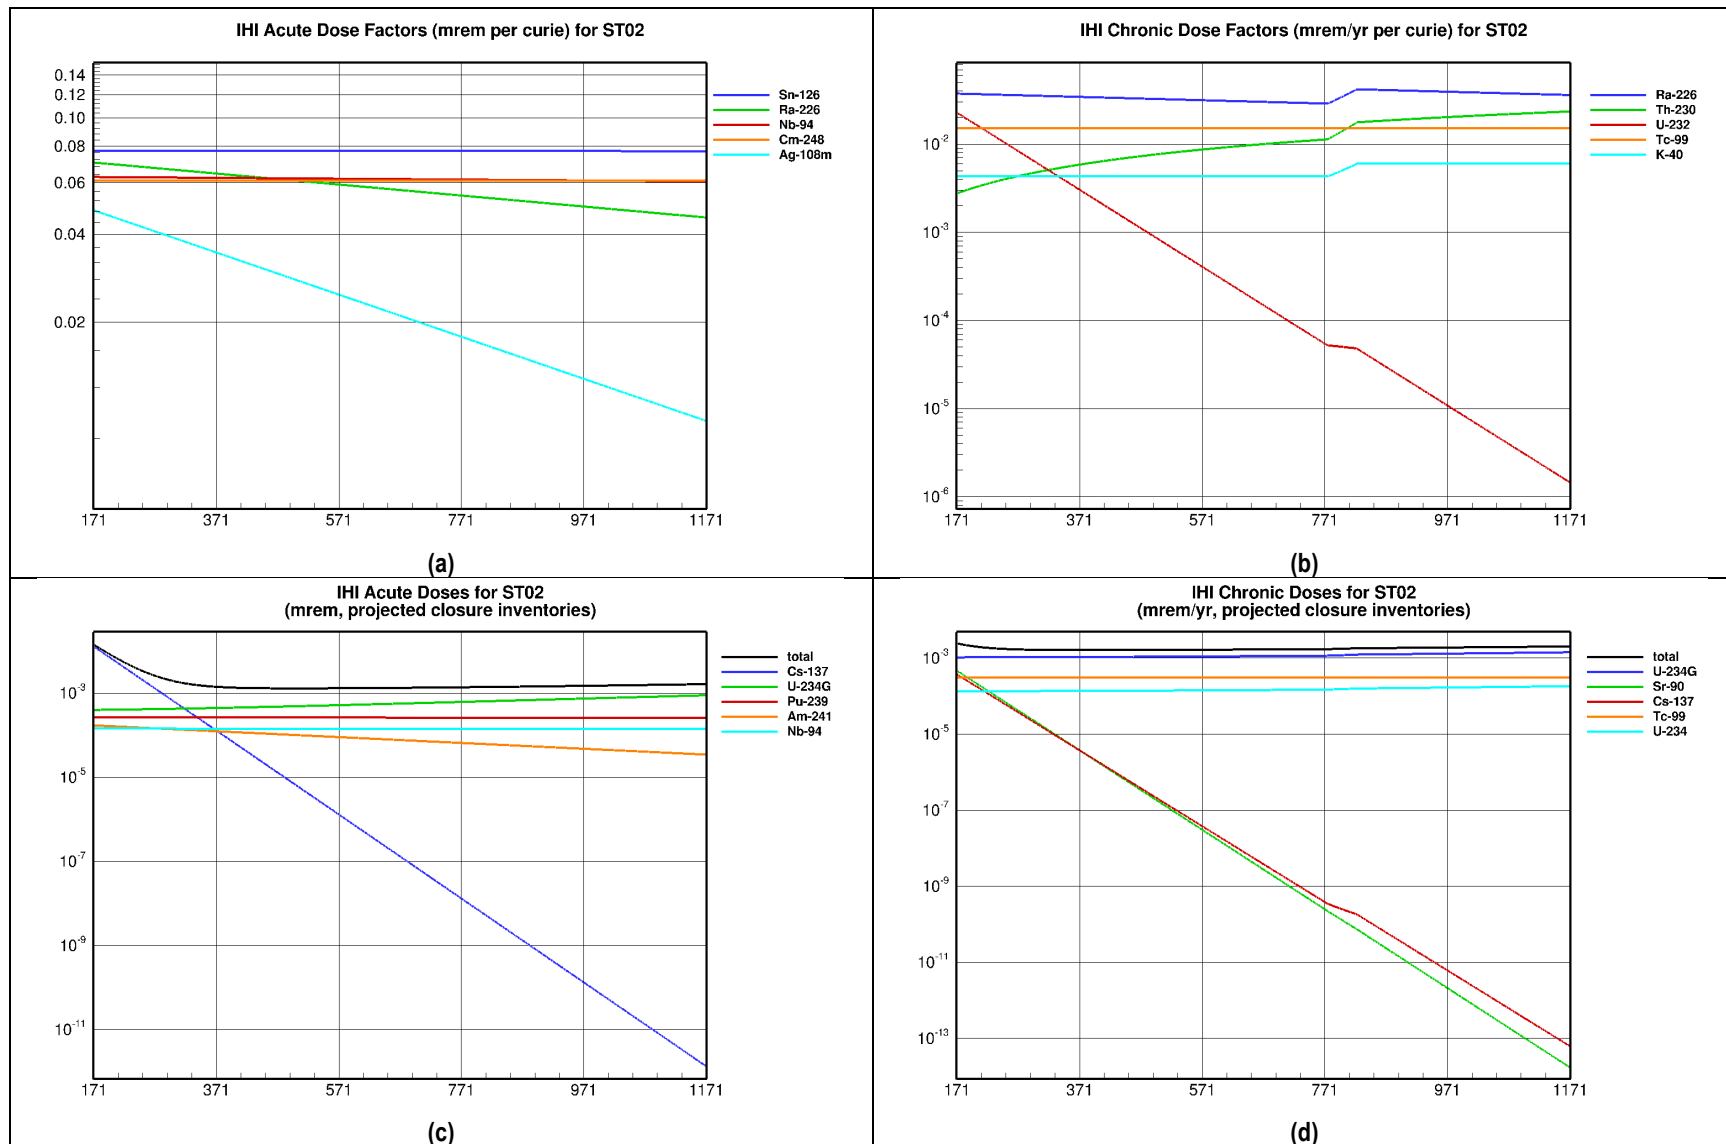 IHI Acute Dose Factors (mrem per curie) for ST02
0.14
0.12
0.10
0.08
0.06
0.04
0.02
171 371 571 771 971 1171
Sn-126
Ra-226
Nb-94
Cm-248
Ag-108m
(a)
IHI Chronic Dose Factors (mrem/yr per curie) for ST02
10-2
10-3
10-4
10-5
10-6
171 371 571 771 971 1171
Ra-226
Th-230
U-232
Tc-99
K-40
(b)
IHI Acute Doses for ST02
(mrem, projected closure inventories)
10-3
10-5
10-7
10-9
10-11
171 371 571 771 971 1171
total
Cs-137
U-234G
Pu-239
Am-241
Nb-94
(c)
IHI Chronic Doses for ST02
(mrem/yr, projected closure inventories)
10-3
10-5
10-7
10-9
10-11
10-13
171 371 571 771 971 1171
total
U-234G
Sr-90
Cs-137
Tc-99
U-234
(d)